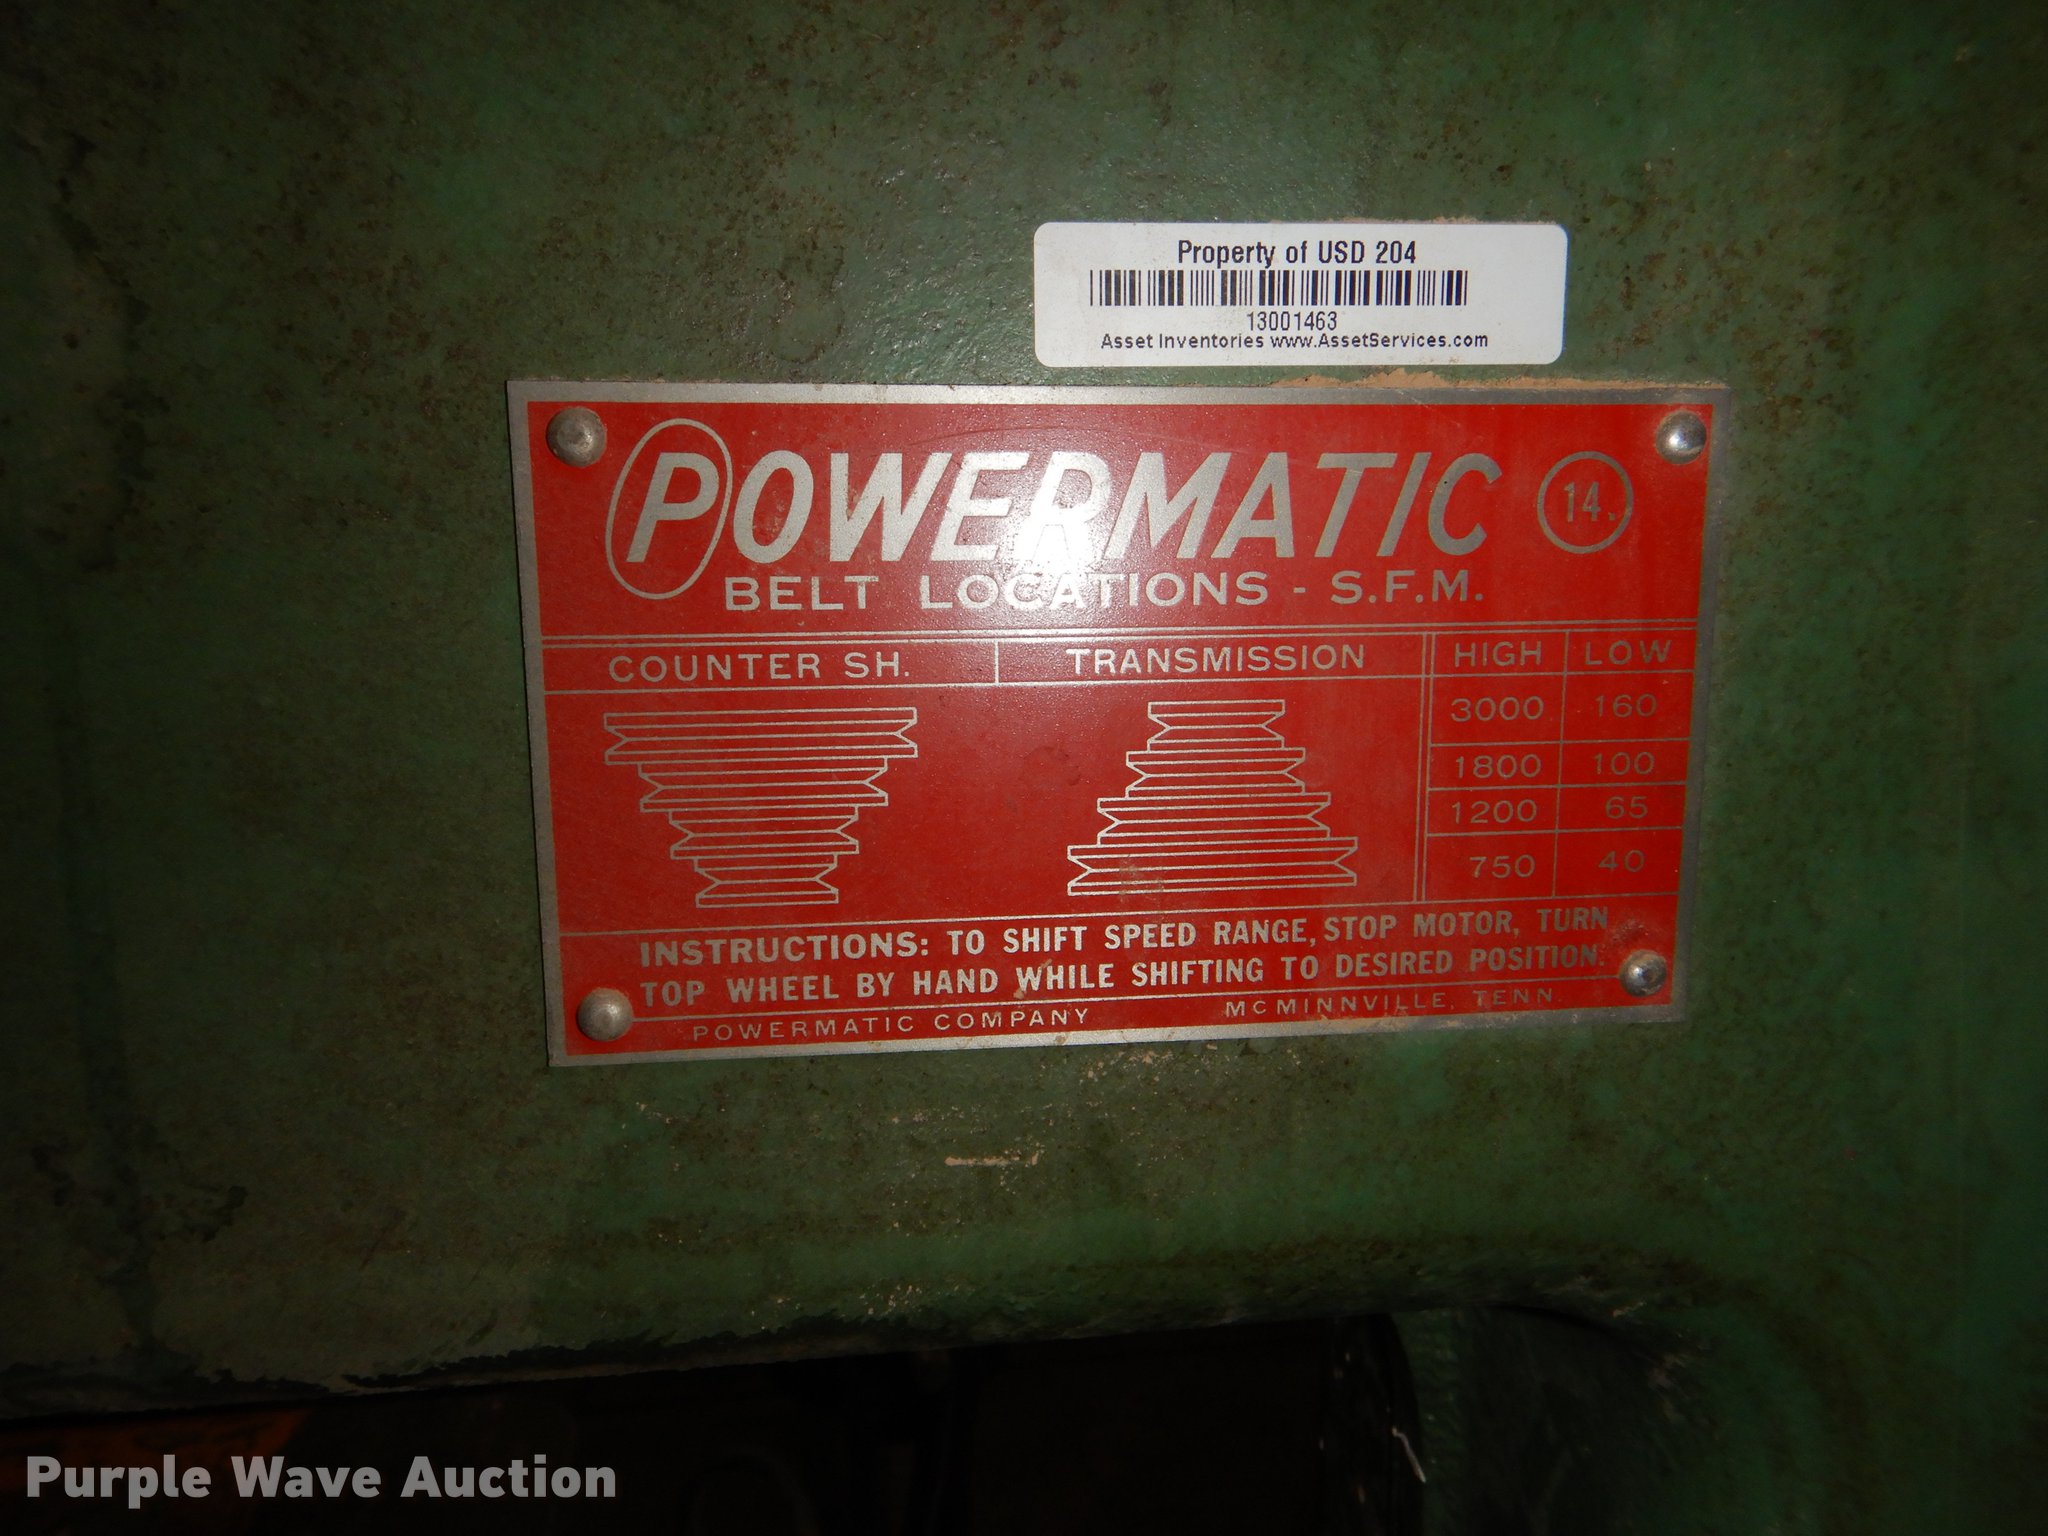 Property of USD 204
13001463
Asset Inventories www.AssetServices.com
POWERMATIC 14.
BELT LOCATIONS - S.F.M.
COUNTER SH. TRANSMISSION HIGH LOW
3000 160
1800 100
1200 65
750 40
INSTRUCTIONS: TO SHIFT SPEED RANGE, STOP MOTOR, TURN
TOP WHEEL BY HAND WHILE SHIFTING TO DESIRED POSITION.
POWERMATIC COMPANY MCMINNVILLE, TENN.
Purple Wave Auction